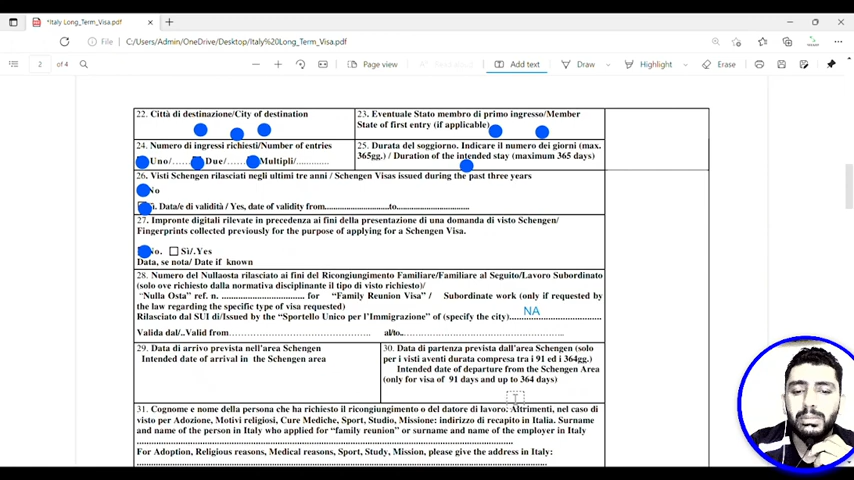 *Italy Long_Term_Visa.pdf
File
C:/Users/Admin/OneDrive/Desktop/Italy%20Long_Term_Visa.pdf
2 of 4
Page view
Read aloud
Add text
Draw
Highlight
Erase
22. Città di destinazione/City of destination
23. Eventuale Stato membro di primo ingresso/Member
State of first entry (if applicable)
24. Numero di ingressi richiesti/Number of entries
Uno/…… Due/…… Multipli/............
25. Durata del soggiorno. Indicare il numero dei giorni (max.
365gg.) / Duration of the intended stay (maximum 365 days)
26. Visti Schengen rilasciati negli ultimi tre anni / Schengen Visas issued during the past three years
No
Sì. Data/e di validità / Yes, date of validity from........................to............................
27. Impronte digitali rilevate in precedenza ai fini della presentazione di una domanda di visto Schengen/
Fingerprints collected previously for the purpose of applying for a Schengen Visa.
No. Sì/.Yes
Data, se nota/ Date if known
28. Numero del Nullaosta rilasciato ai fini del Ricongiungimento Familiare/Familiare al Seguito/Lavoro Subordinato
(solo ove richiesto dalla normativa disciplinante il tipo di visto richiesto)/
"Nulla Osta" ref. n. ................................ for "Family Reunion Visa" / Subordinate work (only if requested by
the law regarding the specific type of visa requested)
NA
Rilasciato dal SUI di/Issued by the "Sportello Unico per l'Immigrazione" of (specify the city)...................................
Valida dal/..Valid from…………………………………... al/to..…………………………………...
29. Data di arrivo prevista nell'area Schengen
Intended date of arrival in the Schengen area
30. Data di partenza prevista dall'area Schengen (solo
per i visti aventi durata compresa tra i 91 ed i 364gg.)
Intended date of departure from the Schengen Area
(only for visa of 91 days and up to 364 days)
31. Cognome e nome della persona che ha richiesto il ricongiungimento o del datore di lavoro. Altrimenti, nel caso di
visto per Adozione, Motivi religiosi, Cure Mediche, Sport, Studio, Missione: indirizzo di recapito in Italia. Surname
and name of the person in Italy who applied for "family reunion" or surname and name of the employer in Italy
For Adoption, Religious reasons, Medical reasons, Sport, Study, Mission, please give the address in Italy: